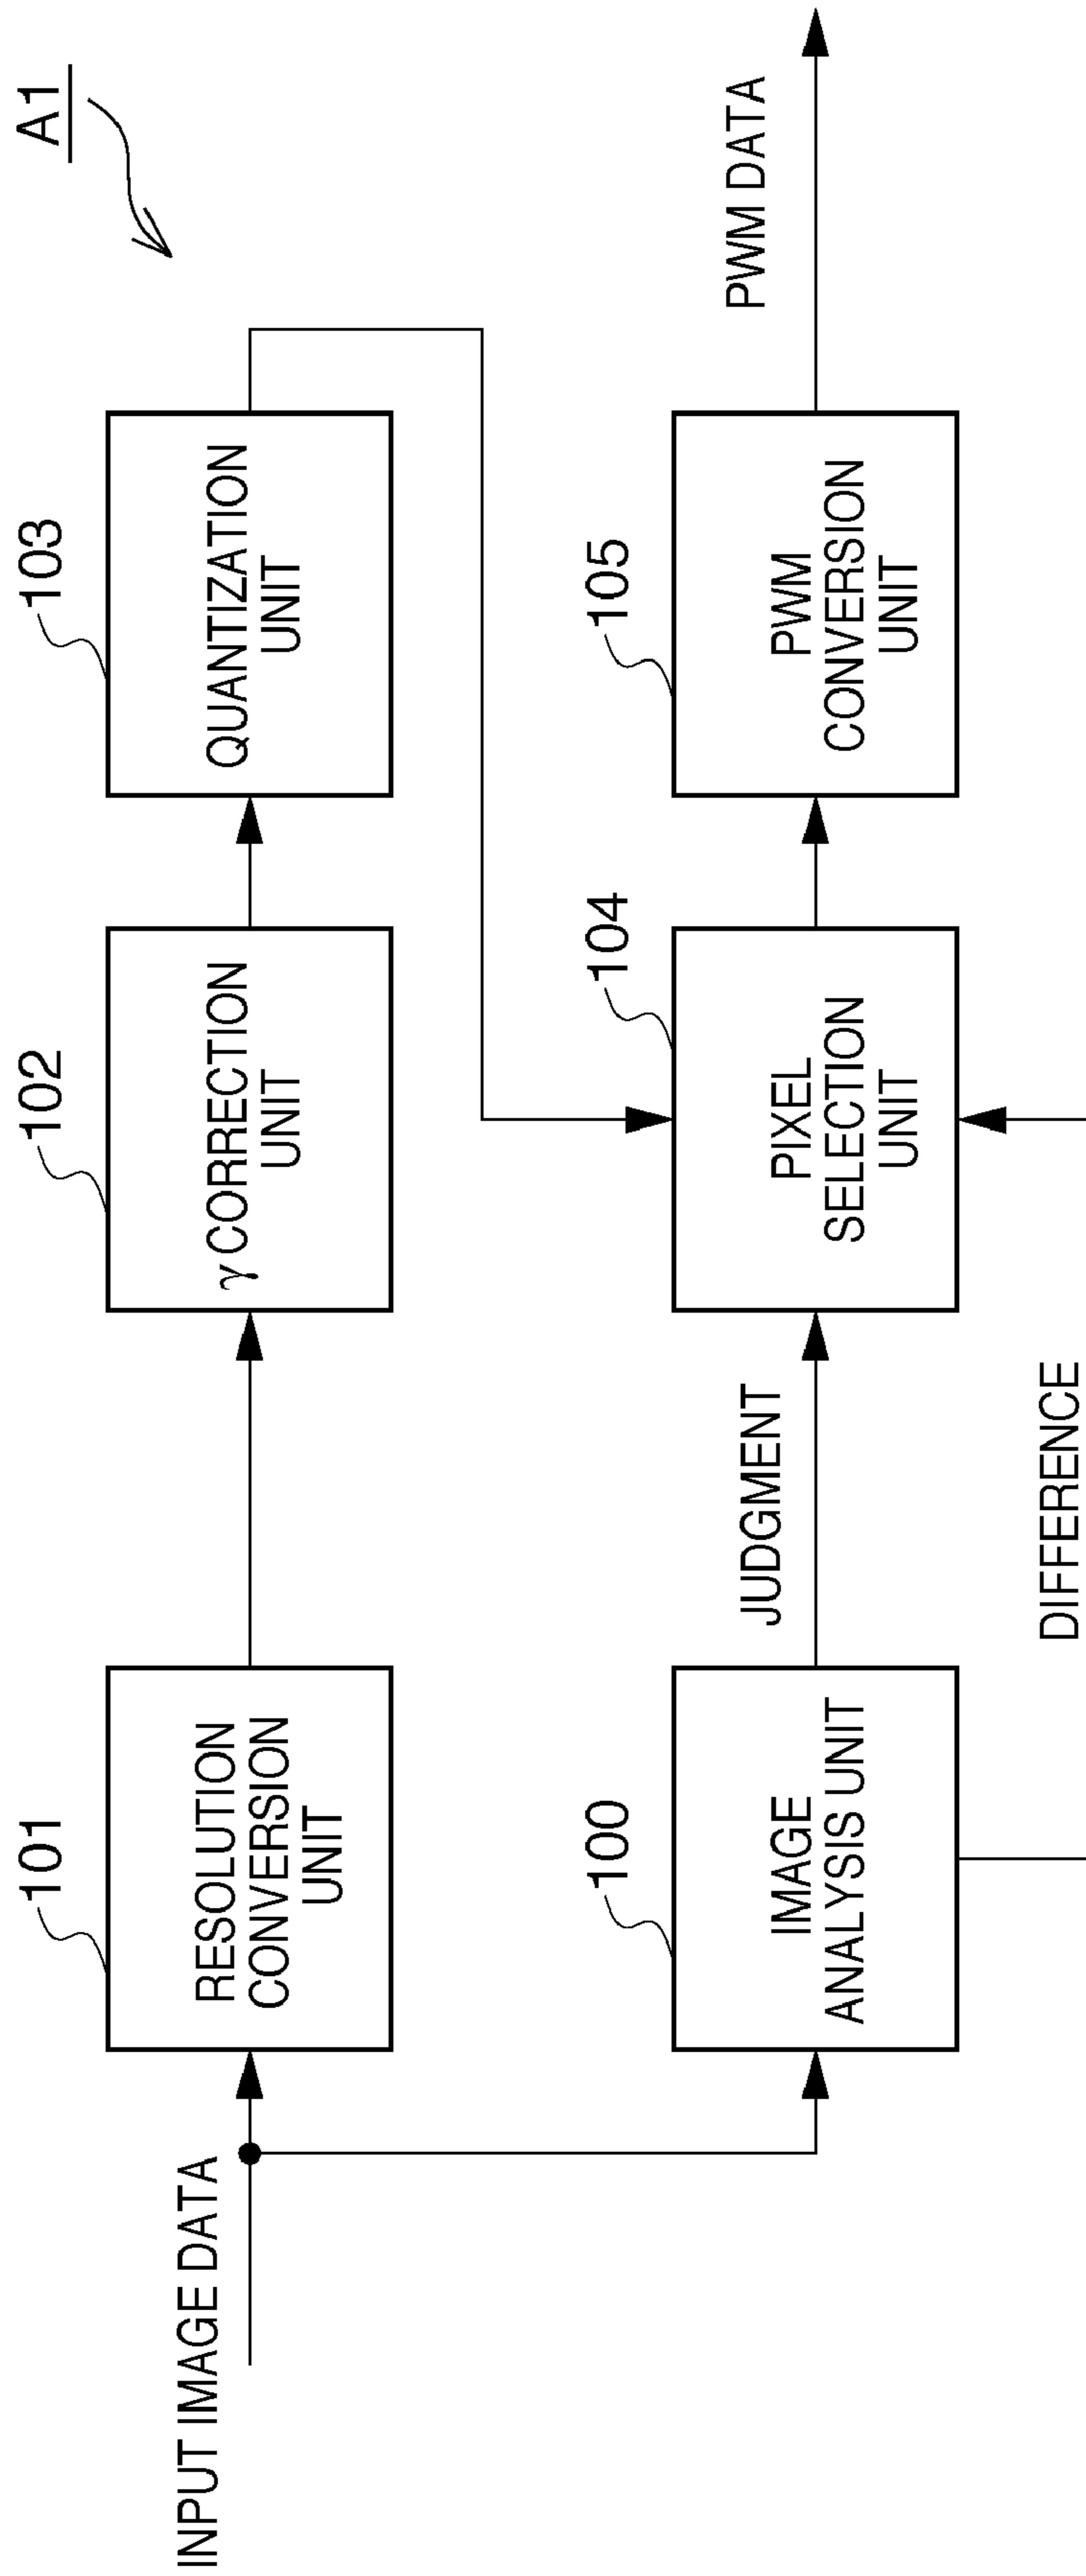 A1
INPUT IMAGE DATA
101
RESOLUTION
CONVERSION
UNIT
102
γ CORRECTION
UNIT
103
QUANTIZATION
UNIT
100
IMAGE
ANALYSIS UNIT
JUDGMENT
DIFFERENCE
104
PIXEL
SELECTION
UNIT
105
PWM
CONVERSION
UNIT
PWM DATA